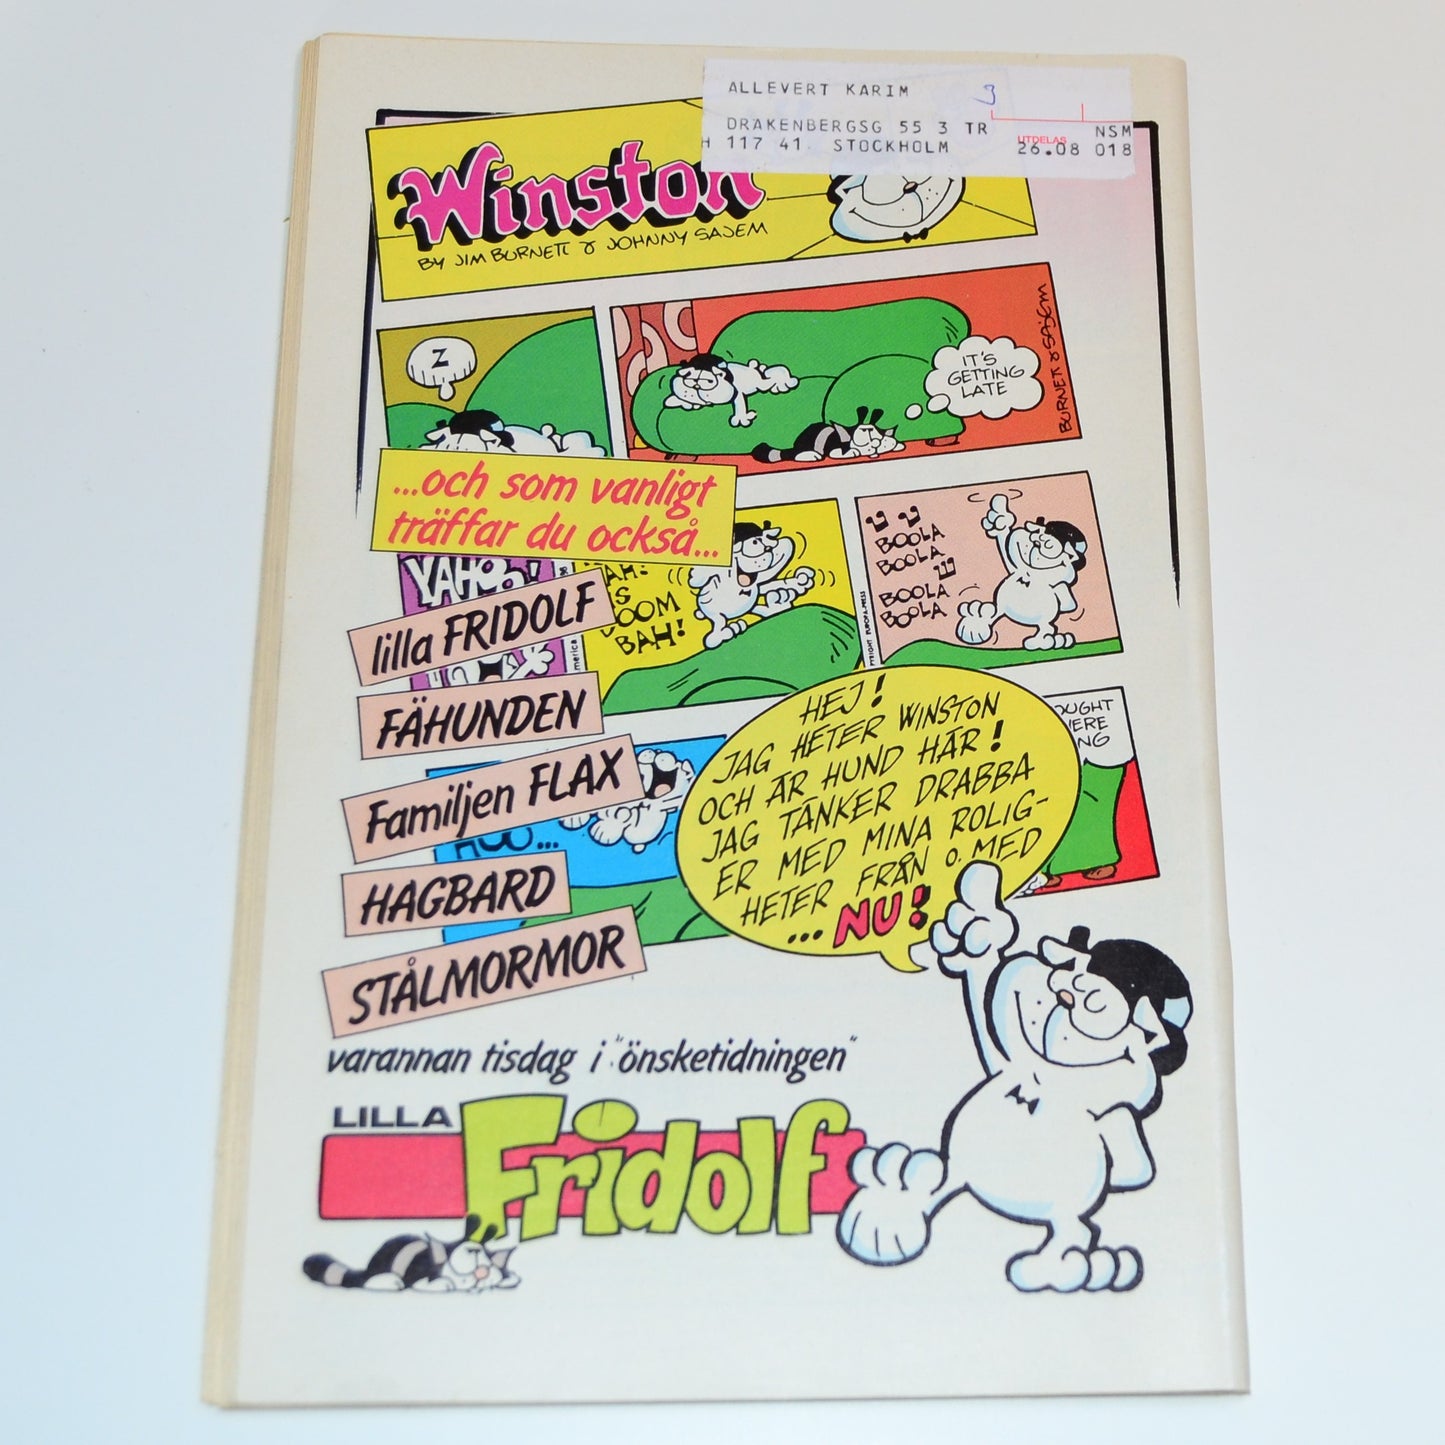 ALLEVERT KARIM
9
DRAKENBERGSG 55 3 TR
NSM
UTDELAS
H 117 41 STOCKHOLM
26.08 018
Winston
BY JIM BURNETT & JOHNNY SAJEM
Z
IT'S
GETTING
LATE
BURNETT & SAJEM
...och som vanligt
träffar du också...
YAHOO!
BAH!
BOOLA
BOOLA
BOOLA
BOOLA
lilla FRIDOLF
FÄHUNDEN
Familjen FLAX
HAGBARD
STÅLMORMOR
HEJ!
JAG HETER WINSTON
OCH ÄR HUND HÄR!
JAG TÄNKER DRABBA
ER MED MINA ROLIG-
HETER FRÅN O. MED
... NU!
varannan tisdag i "önsketidningen"
LILLA
Fridolf